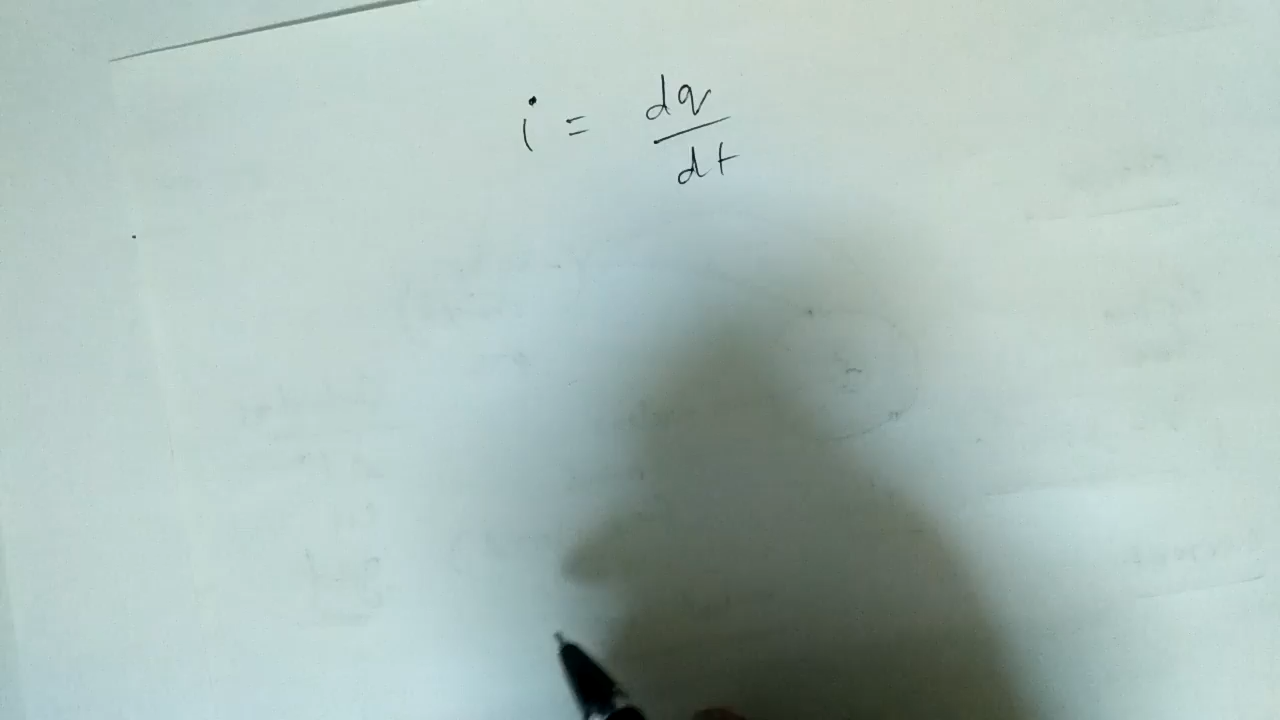 i = dq/dt